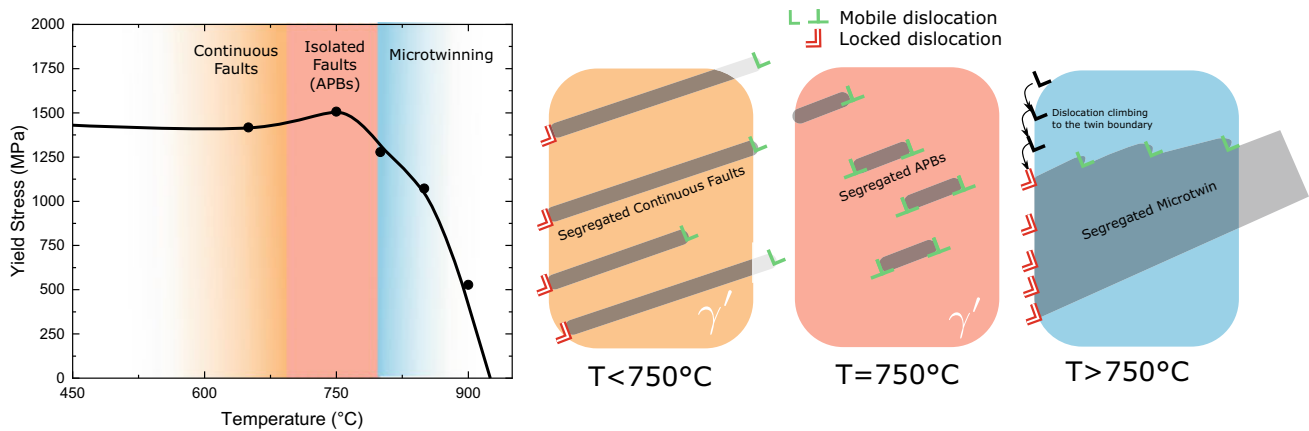 Yield Stress (MPa)
2000
1750
1500
1250
1000
750
500
250
0
450
600
750
900
Temperature (°C)
Continuous
Faults
Isolated
Faults
(APBs)
Microtwinning
Mobile dislocation
Locked dislocation
Segregated Continuous Faults
γ′
T<750°C
Segregated APBs
γ′
T=750°C
Dislocation climbing
to the twin boundary
Segregated Microtwin
T>750°C